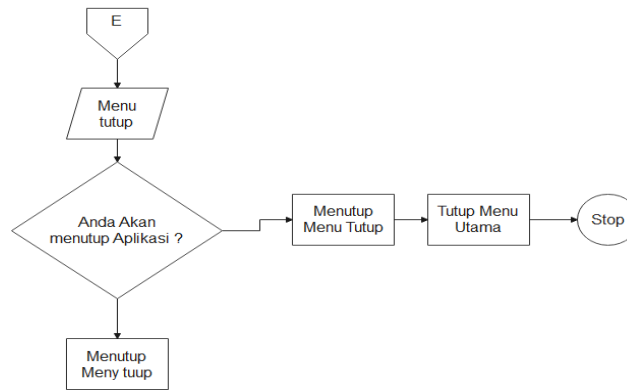 E
Menu
tutup
Anda Akan
menutup Aplikasi ?
Menutup
Menu Tutup
Tutup Menu
Utama
Stop
Menutup
Meny tuup